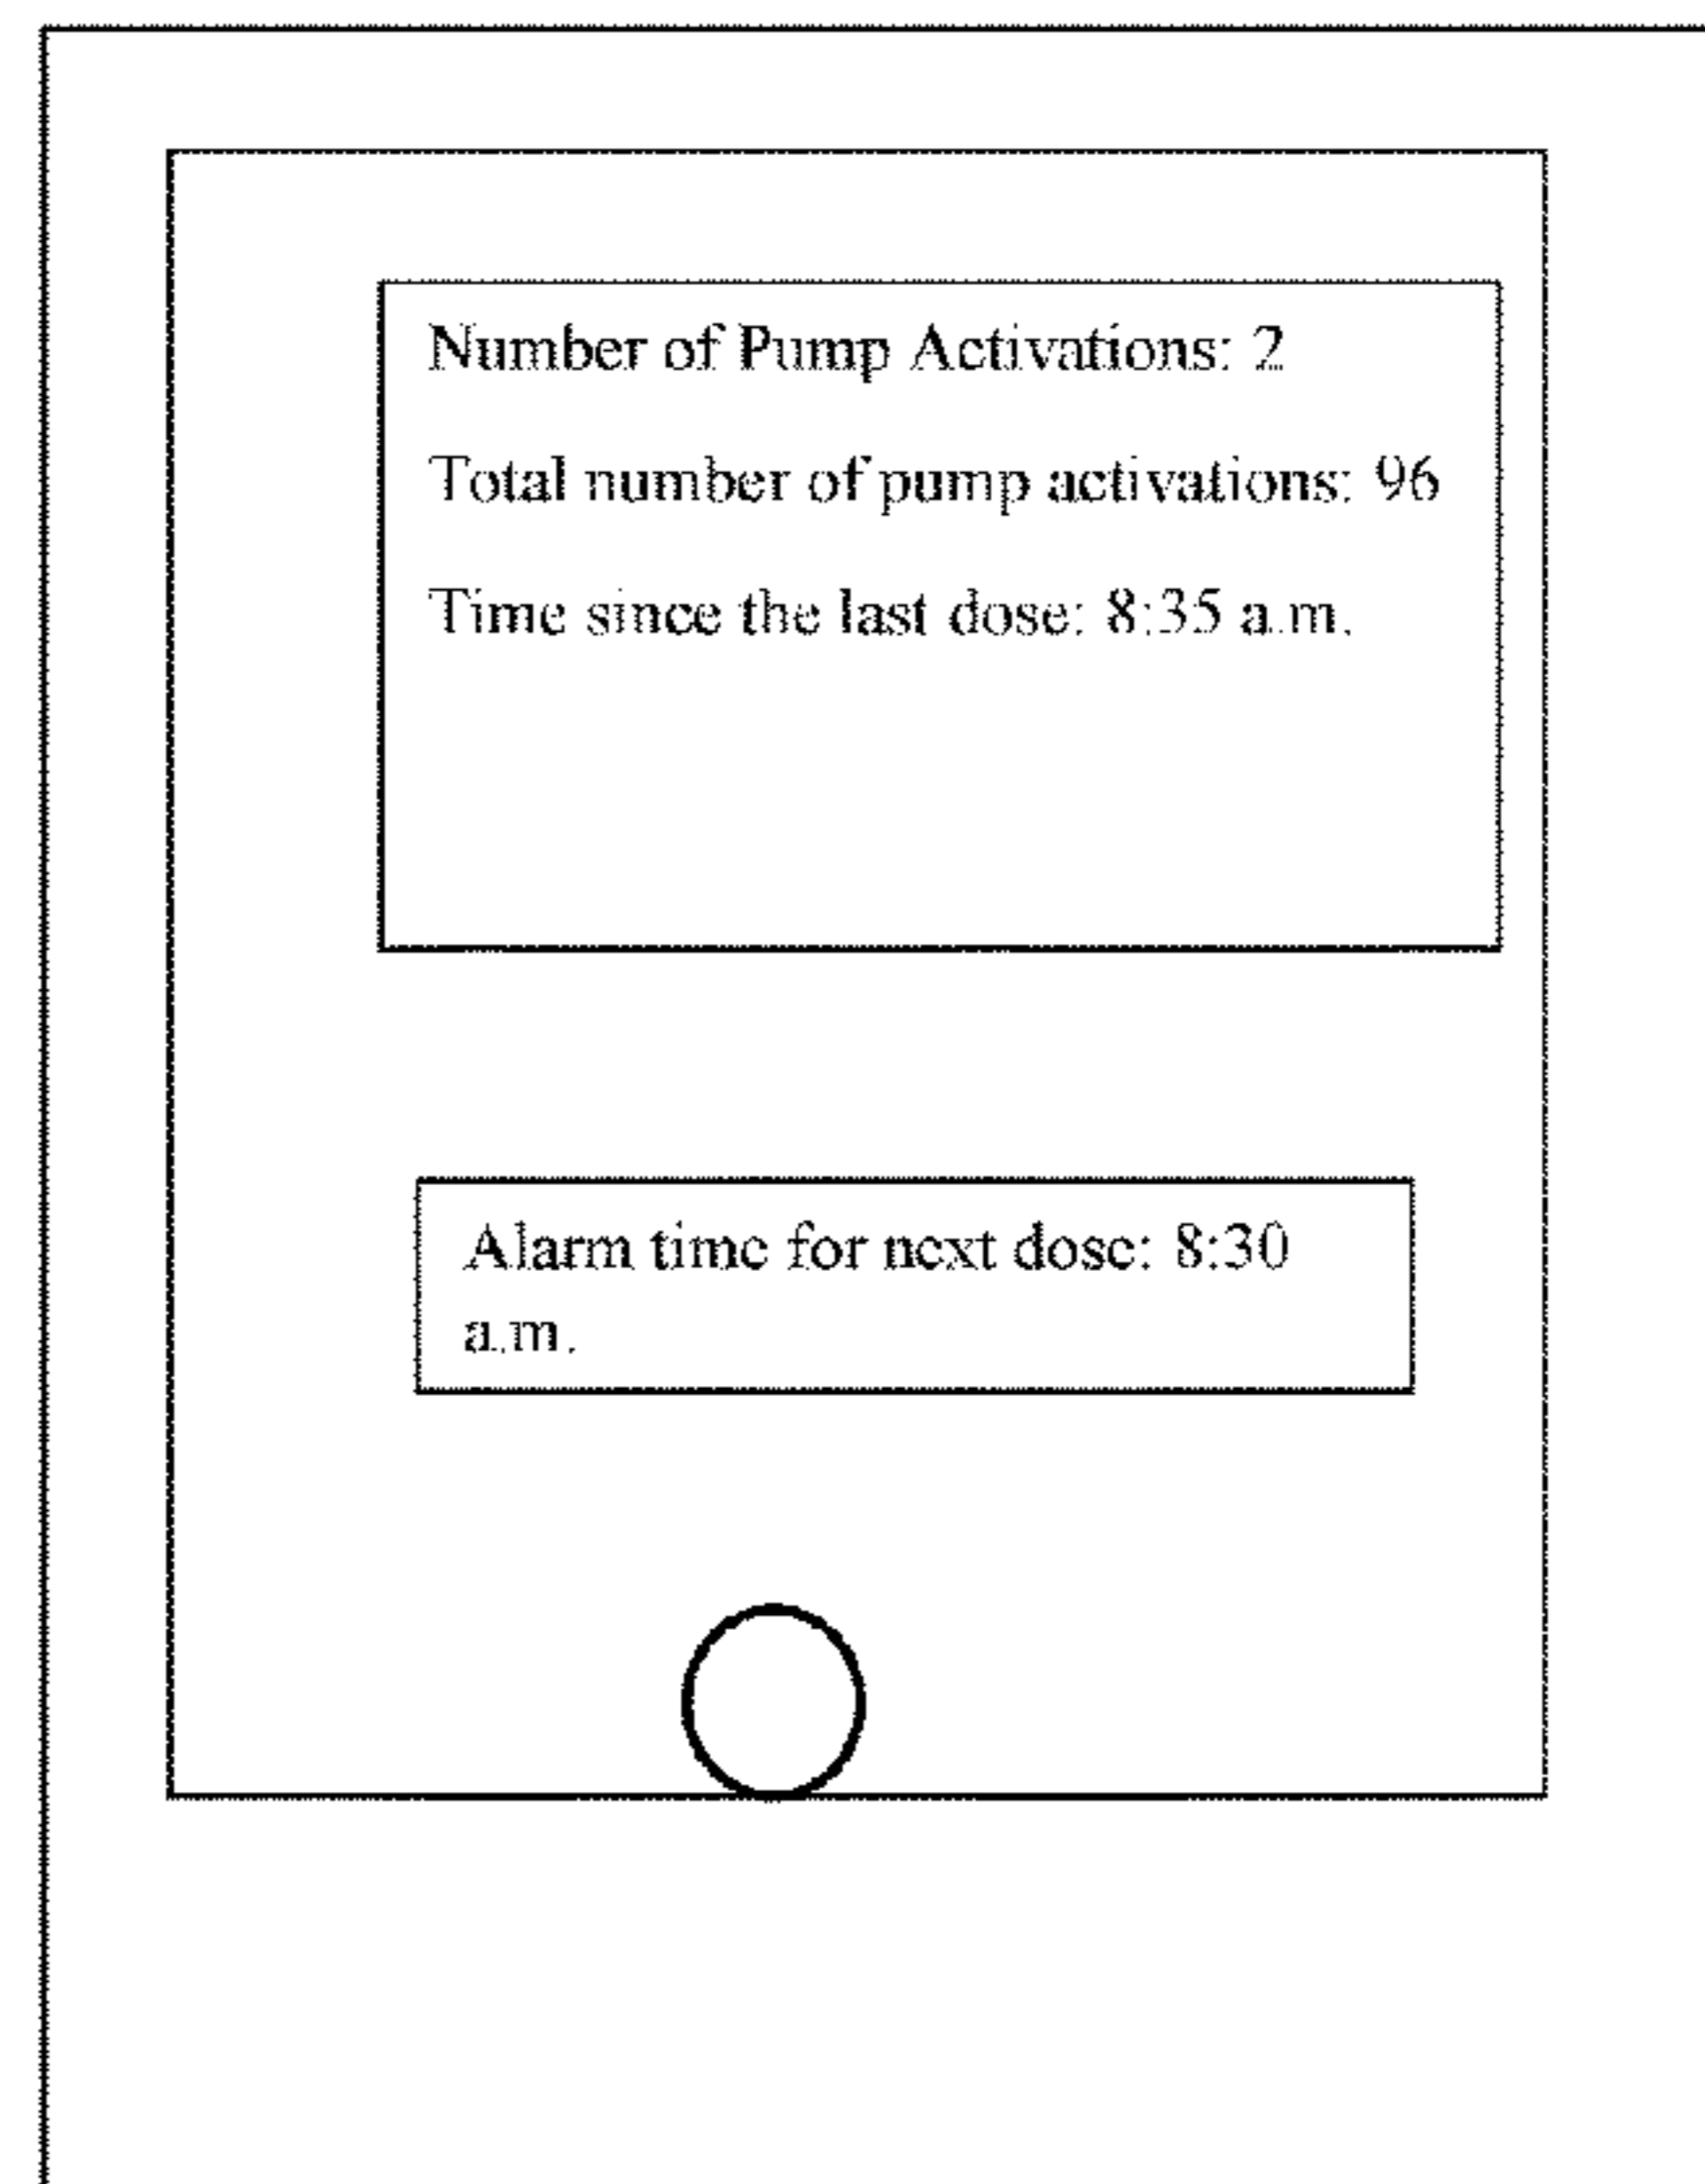 Number of Pump Activations: 2
Total number of pump activations: 96
Time since the last dose: 8:35 a.m.
Alarm time for next dose: 8:30
a.m.